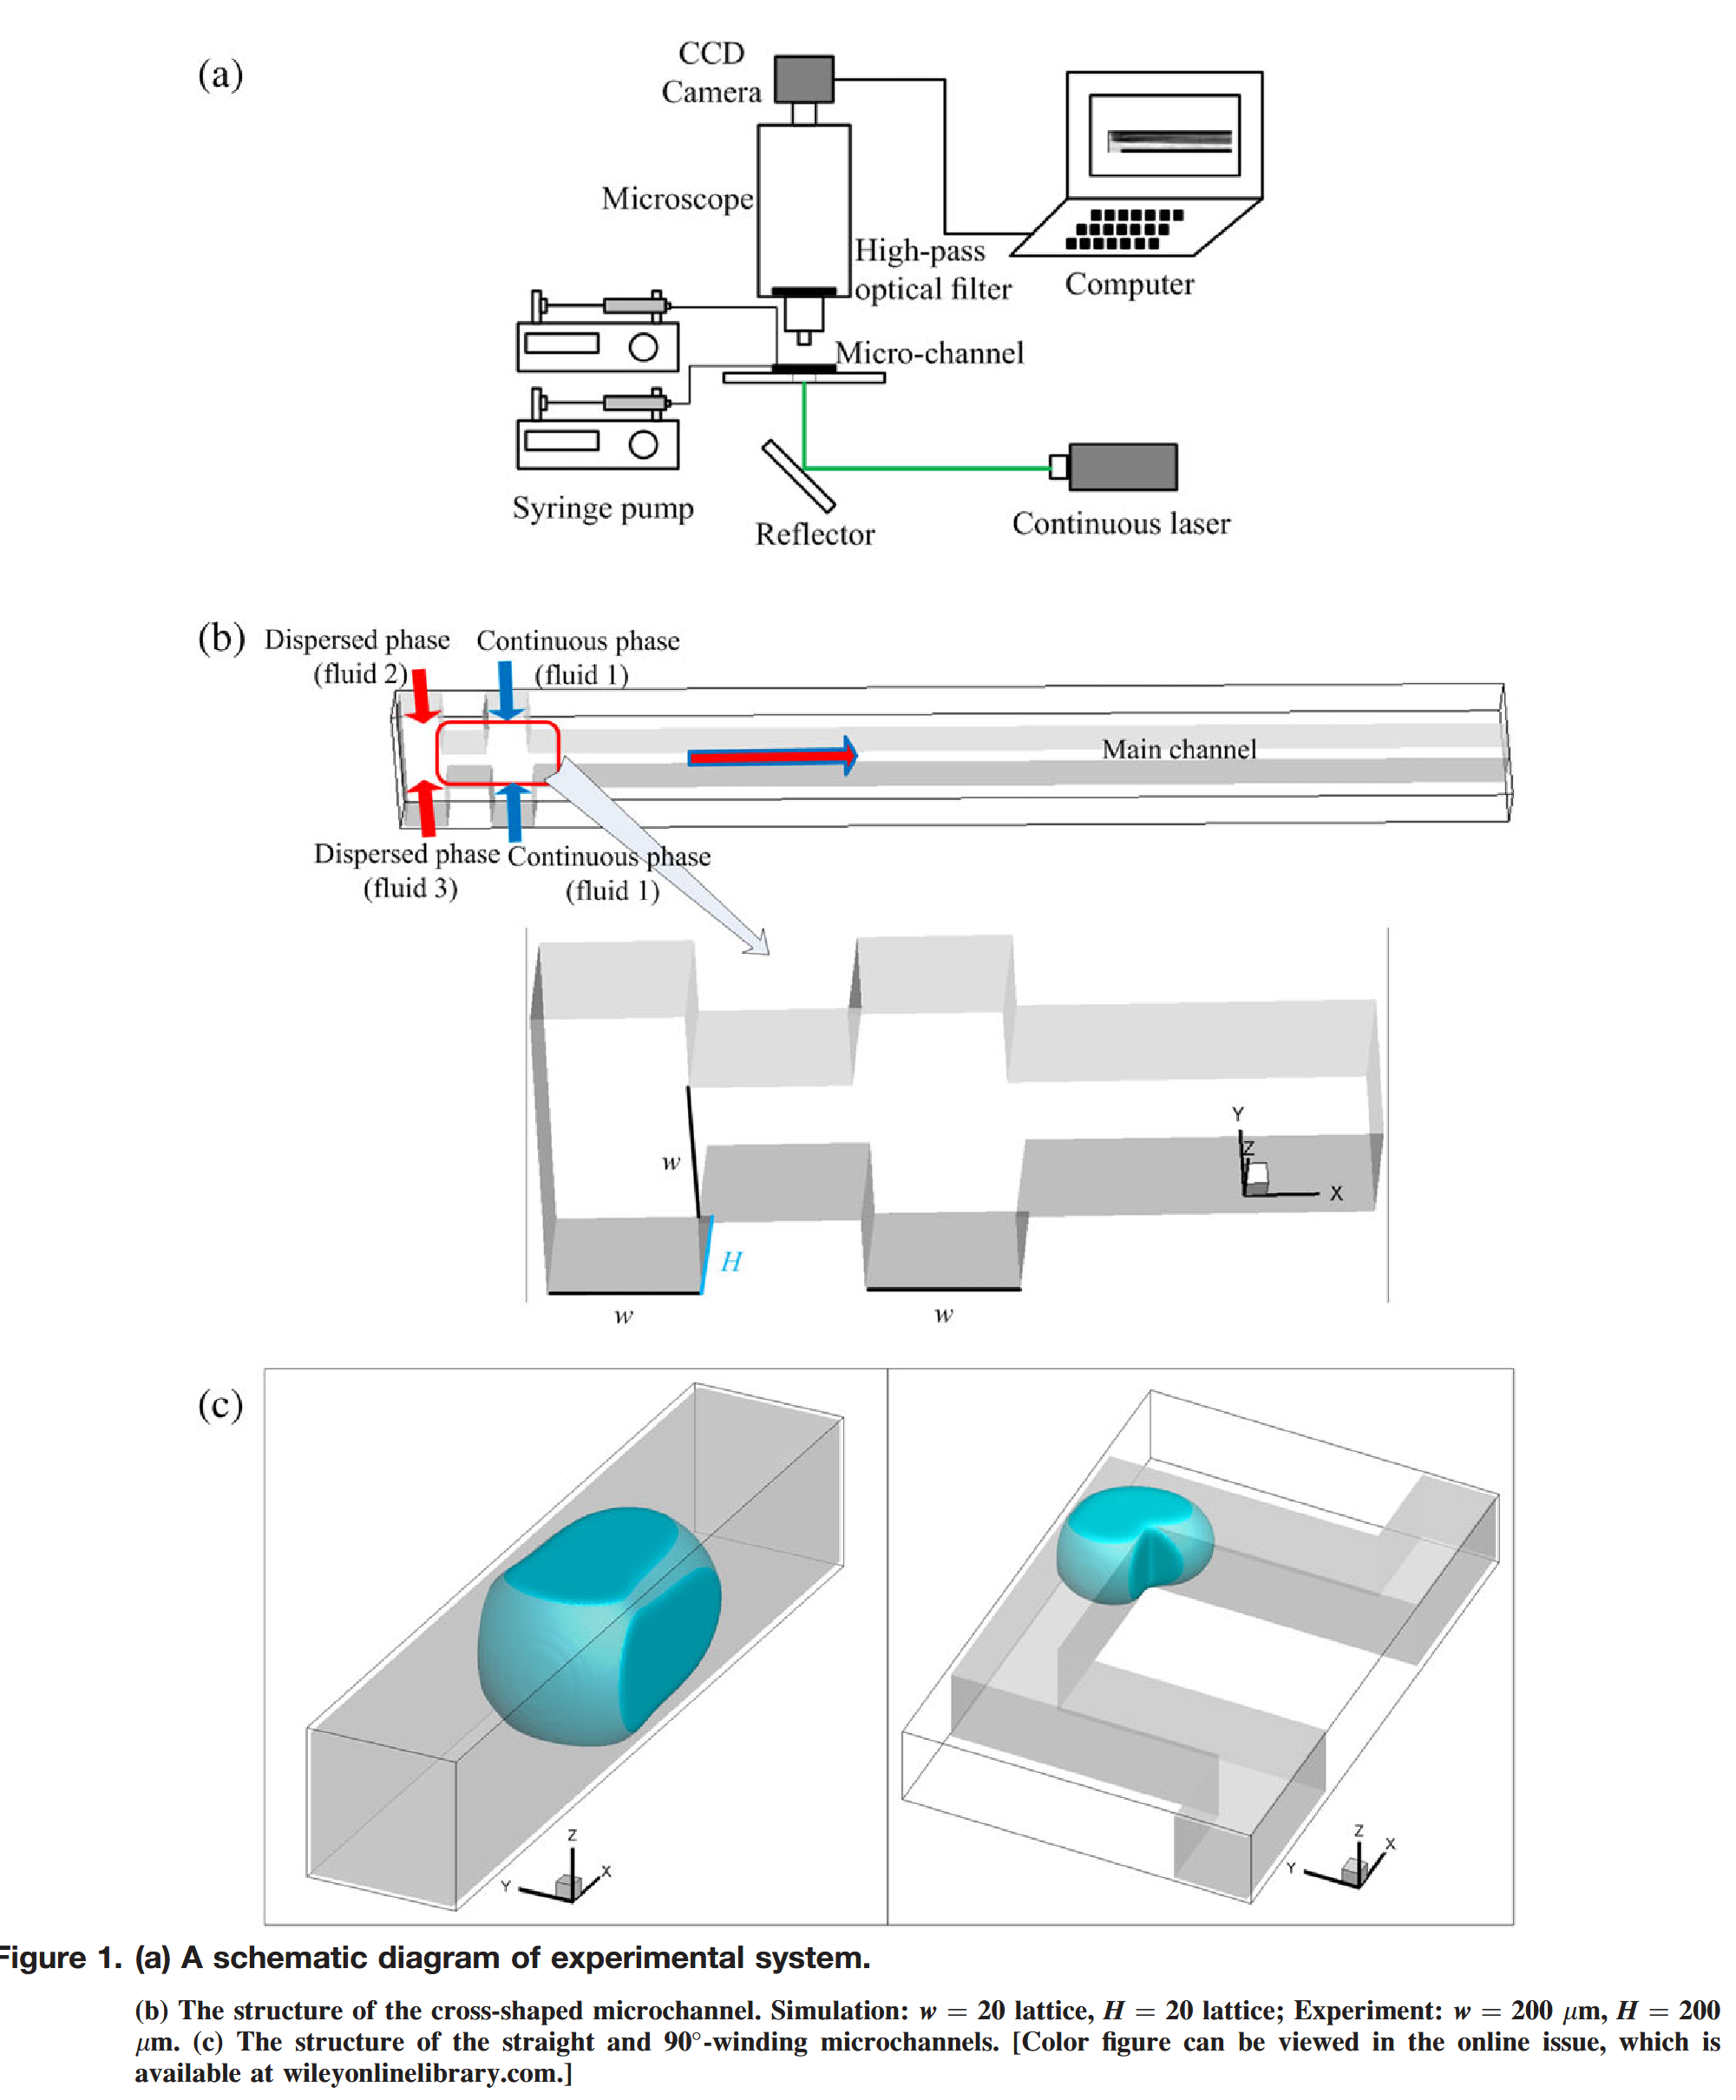 (a)
CCD
Camera
Microscope
High-pass
optical filter
Computer
Micro-channel
Syringe pump
Reflector
Continuous laser
(b)
Dispersed phase
(fluid 2)
Continuous phase
(fluid 1)
Main channel
Dispersed phase
(fluid 3)
Continuous phase
(fluid 1)
w
H
w
w
Y
Z
X
(c)
Z
X
Y
Z
X
Y
Figure 1. (a) A schematic diagram of experimental system.
(b) The structure of the cross-shaped microchannel. Simulation: w = 20 lattice, H = 20 lattice; Experiment: w = 200 μm, H = 200
μm. (c) The structure of the straight and 90°-winding microchannels. [Color figure can be viewed in the online issue, which is
available at wileyonlinelibrary.com.]